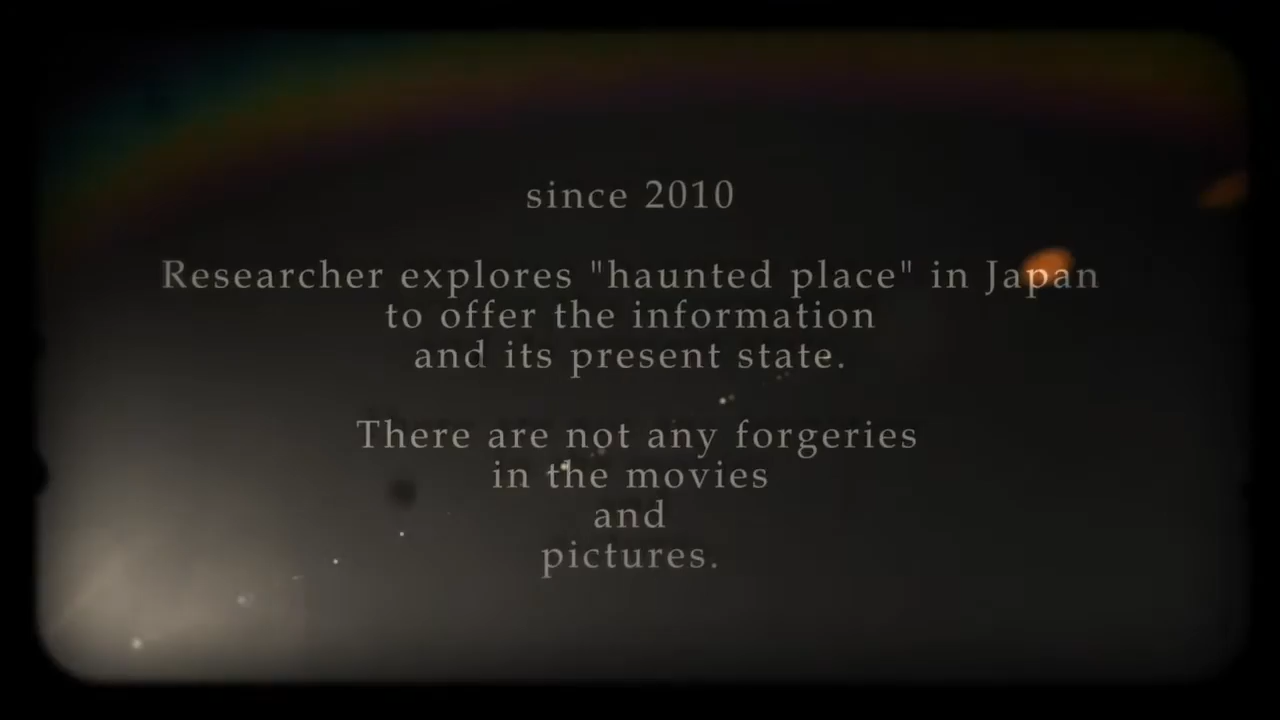 since 2010
Researcher explores "haunted place" in Japan
to offer the information
and its present state.
There are not any forgeries
in the movies
and
pictures.